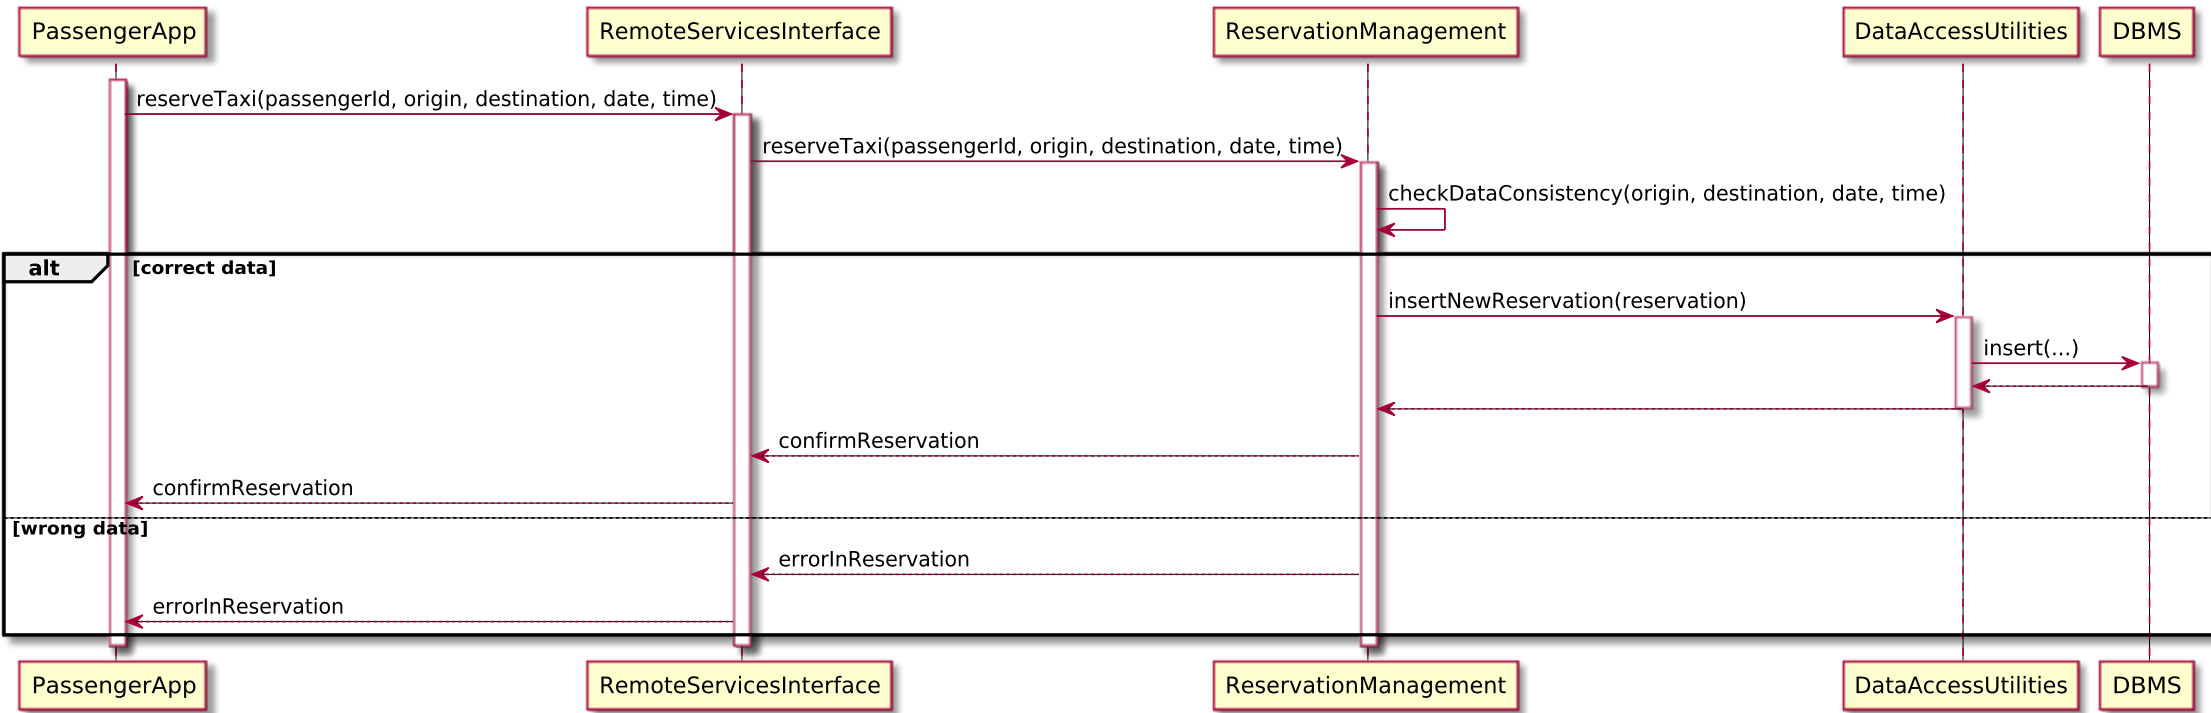 PassengerApp
RemoteServicesInterface
ReservationManagement
DataAccessUtilities
DBMS
reserveTaxi(passengerId, origin, destination, date, time)
reserveTaxi(passengerId, origin, destination, date, time)
checkDataConsistency(origin, destination, date, time)
alt
[correct data]
insertNewReservation(reservation)
insert(...)
confirmReservation
confirmReservation
[wrong data]
errorInReservation
errorInReservation
PassengerApp
RemoteServicesInterface
ReservationManagement
DataAccessUtilities
DBMS